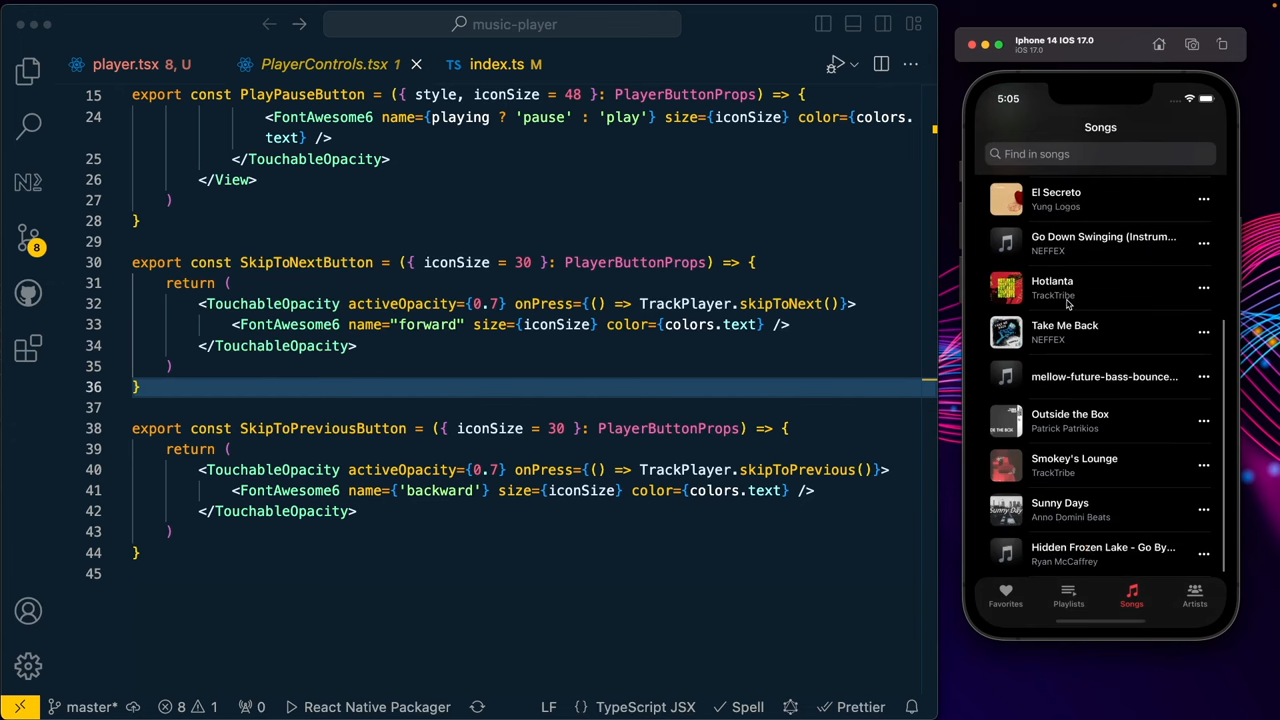 music-player
player.tsx 8, U
PlayerControls.tsx 1
TS index.ts M
15 export const PlayPauseButton = ({ style, iconSize = 48 }: PlayerButtonProps) => {
24 <FontAwesome6 name={playing ? 'pause' : 'play'} size={iconSize} color={colors.
text} />
25 </TouchableOpacity>
26 </View>
27 )
28 }
29
30 export const SkipToNextButton = ({ iconSize = 30 }: PlayerButtonProps) => {
31 return (
32 <TouchableOpacity activeOpacity={0.7} onPress={() => TrackPlayer.skipToNext()}>
33 <FontAwesome6 name="forward" size={iconSize} color={colors.text} />
34 </TouchableOpacity>
35 )
36 }
37
38 export const SkipToPreviousButton = ({ iconSize = 30 }: PlayerButtonProps) => {
39 return (
40 <TouchableOpacity activeOpacity={0.7} onPress={() => TrackPlayer.skipToPrevious()}>
41 <FontAwesome6 name={'backward'} size={iconSize} color={colors.text} />
42 </TouchableOpacity>
43 )
44 }
45
8
master*
8 1
0
React Native Packager
LF
{} TypeScript JSX
Spell
Prettier
Iphone 14 IOS 17.0
iOS 17.0
5:05
Songs
Find in songs
El Secreto
Yung Logos
Go Down Swinging (Instrum...
NEFFEX
Hotlanta
TrackTribe
Take Me Back
NEFFEX
mellow-future-bass-bounce...
Outside the Box
Patrick Patrikios
Smokey's Lounge
TrackTribe
Sunny Days
Anno Domini Beats
Hidden Frozen Lake - Go By...
Ryan McCaffrey
Favorites
Playlists
Songs
Artists